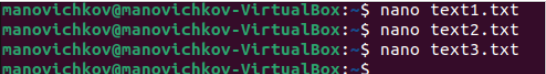 manovichkov@manovichkov-VirtualBox:~$ nano text1.txt
manovichkov@manovichkov-VirtualBox:~$ nano text2.txt
manovichkov@manovichkov-VirtualBox:~$ nano text3.txt
manovichkov@manovichkov-VirtualBox:~$